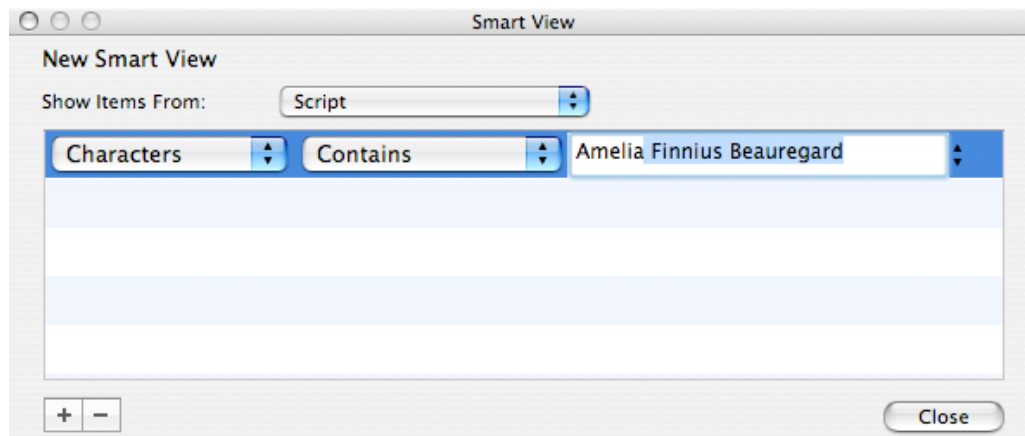 Smart View
New Smart View
Show Items From: Script
Characters Contains Amelia Finnius Beauregard
+ − Close